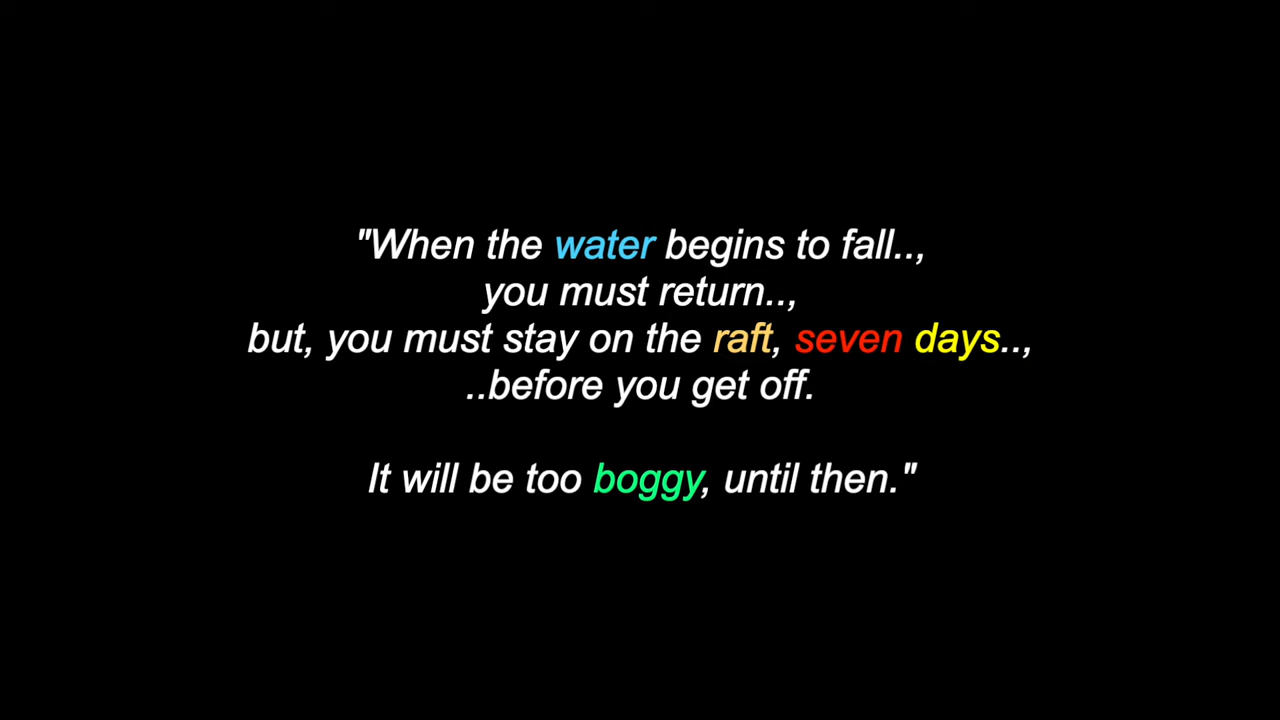 "When the water begins to fall..,
you must return..,
but, you must stay on the raft, seven days..,
..before you get off.
It will be too boggy, until then."